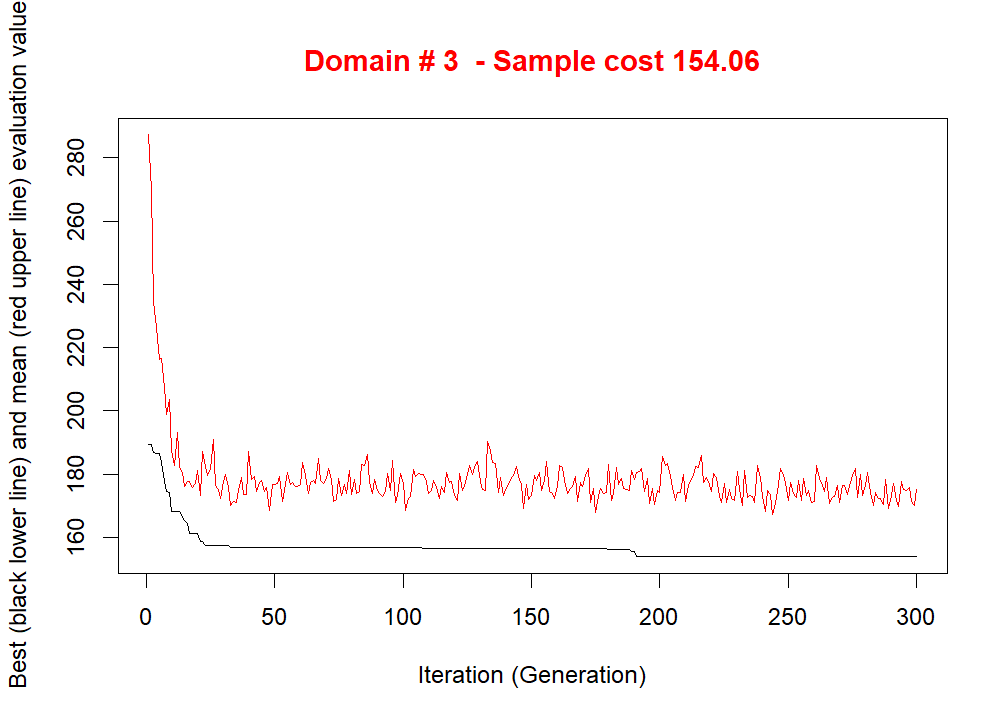 Domain # 3  - Sample cost 154.06
Best (black lower line) and mean (red upper line) evaluation value
280
260
240
220
200
180
160
0 50 100 150 200 250 300
Iteration (Generation)